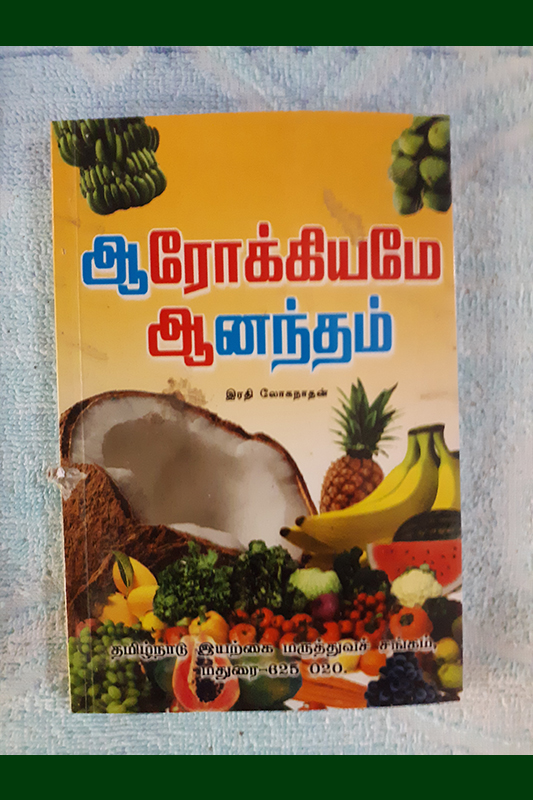 ஆரோக்கியமே
ஆனந்தம்
இரதி லோகநாதன்
தமிழ்நாடு இயற்கை மருத்துவச் சங்கம்,
மதுரை-625 020.